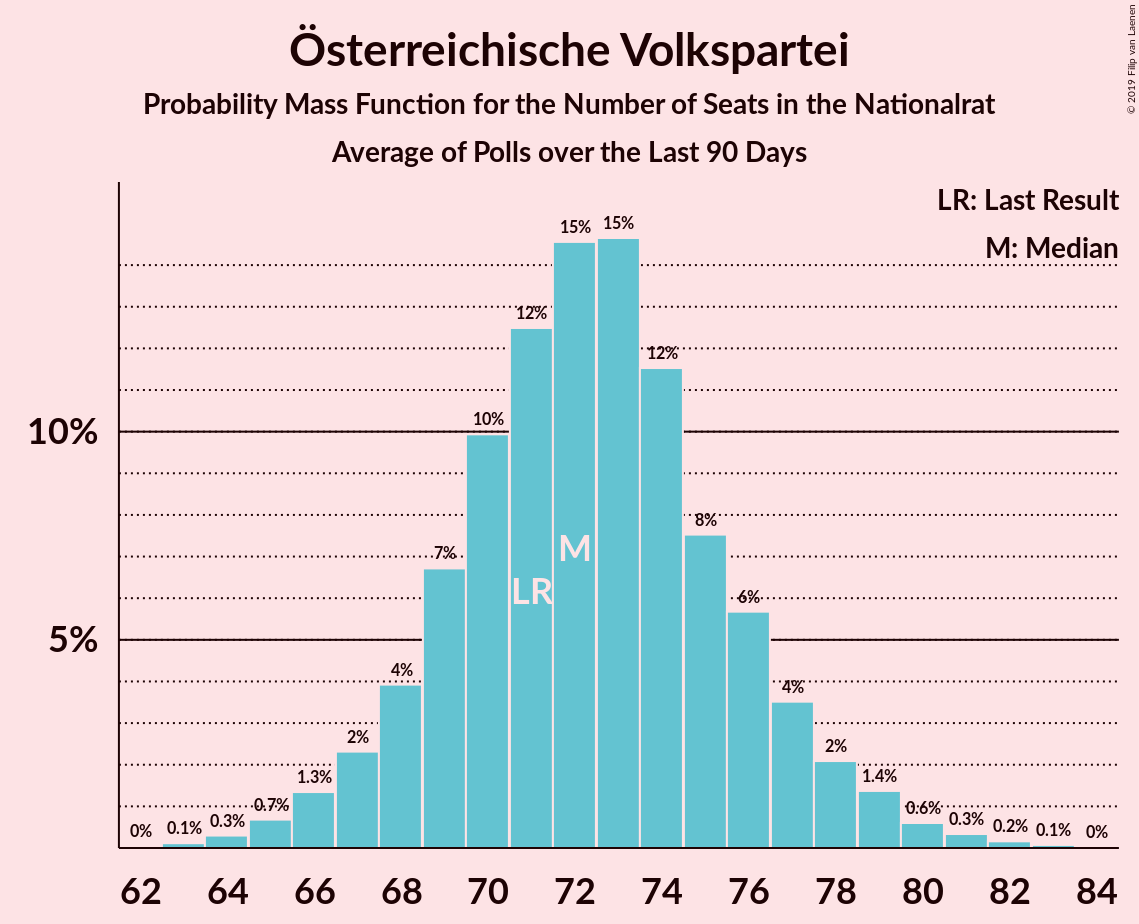 Österreichische Volkspartei
Probability Mass Function for the Number of Seats in the Nationalrat
Average of Polls over the Last 90 Days
© 2019 Filip van Laenen
LR: Last Result
M: Median
15%
15%
12%
12%
10%
10%
8%
7%
M
6%
LR
5%
4%
4%
2%
2%
1.3%
1.4%
0.7%
0.6%
0%
0.1%
0.3%
0.3%
0.2%
0.1%
0%
62 64 66 68 70 72 74 76 78 80 82 84